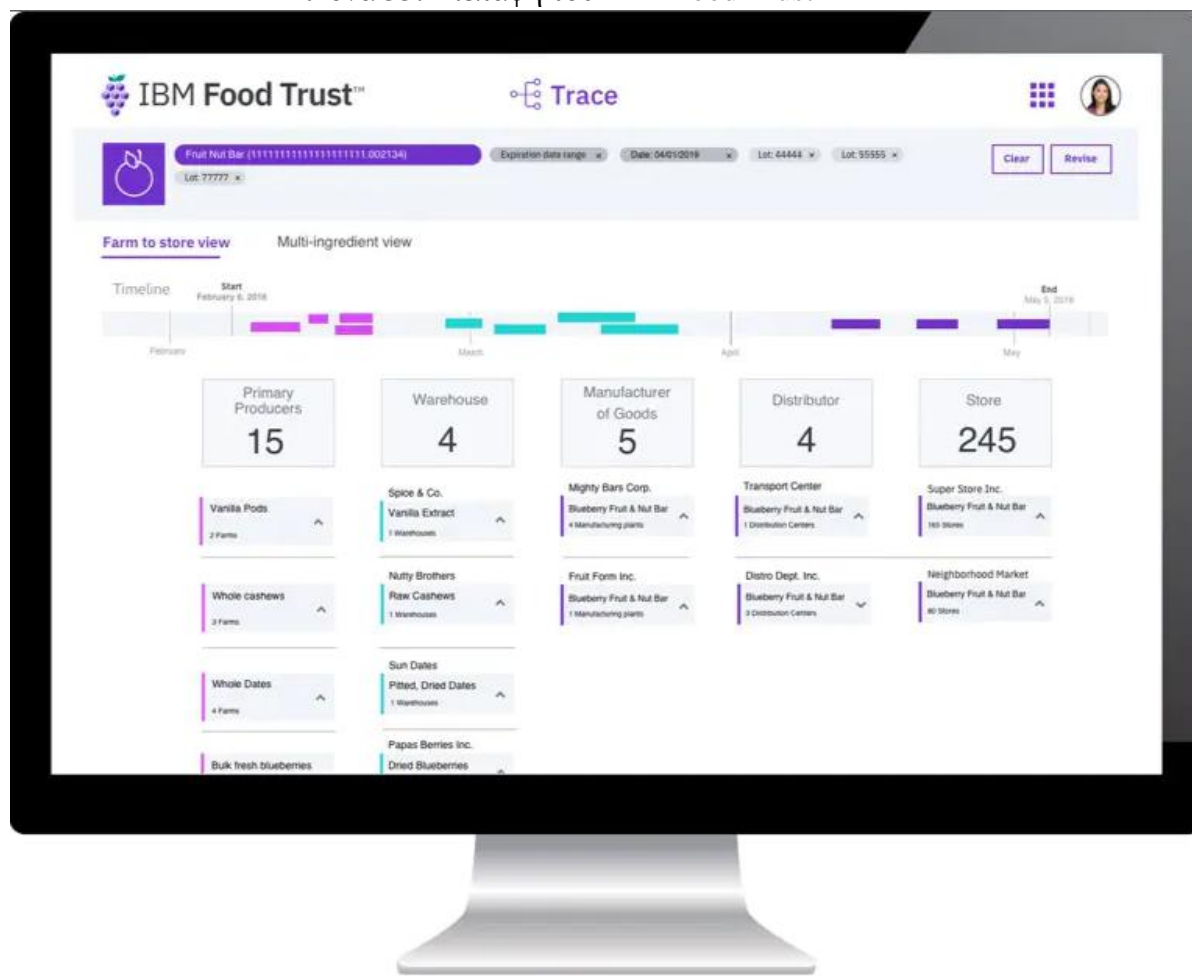 IBM Food Trust™
Trace
Fruit Nut Bar (11111111111111111111.002134)
Expiration date range x
Date: 04/01/2019 x
Lot: 44444 x
Lot: 55555 x
Clear
Revise
Lot: 77777 x
Farm to store view
Multi-ingredient view
Timeline
Start
February 6, 2018
End
May 5, 2018
February
March
April
May
Primary
Producers
15
Warehouse
4
Manufacturer
of Goods
5
Distributor
4
Store
245
Vanilla Pods
2 Farms
Whole cashews
3 Farms
Whole Dates
4 Farms
Bulk fresh blueberries
Spice & Co.
Vanilla Extract
1 Warehouses
Nutty Brothers
Raw Cashews
1 Warehouses
Sun Dates
Pitted, Dried Dates
1 Warehouses
Papas Berries Inc.
Dried Blueberries
Mighty Bars Corp.
Blueberry Fruit & Nut Bar
4 Manufacturing plants
Fruit Form Inc.
Blueberry Fruit & Nut Bar
1 Manufacturing plants
Transport Center
Blueberry Fruit & Nut Bar
1 Distribution Centers
Distro Dept. Inc.
Blueberry Fruit & Nut Bar
3 Distribution Centers
Super Store Inc.
Blueberry Fruit & Nut Bar
165 Stores
Neighborhood Market
Blueberry Fruit & Nut Bar
80 Stores